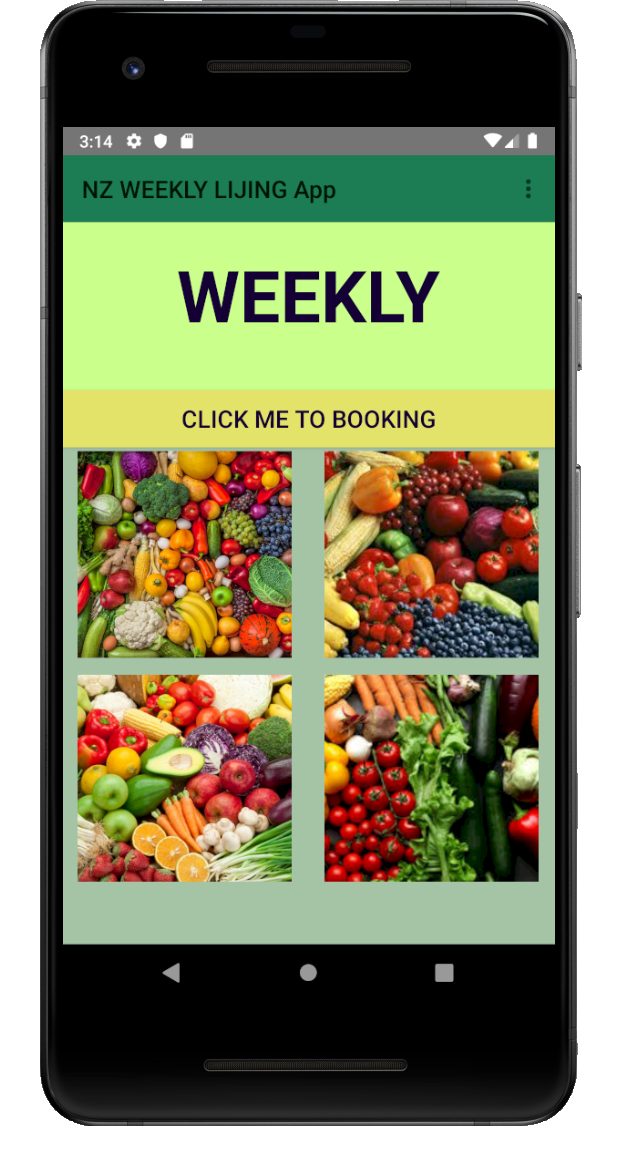 3:14
NZ WEEKLY LIJING App
WEEKLY
CLICK ME TO BOOKING